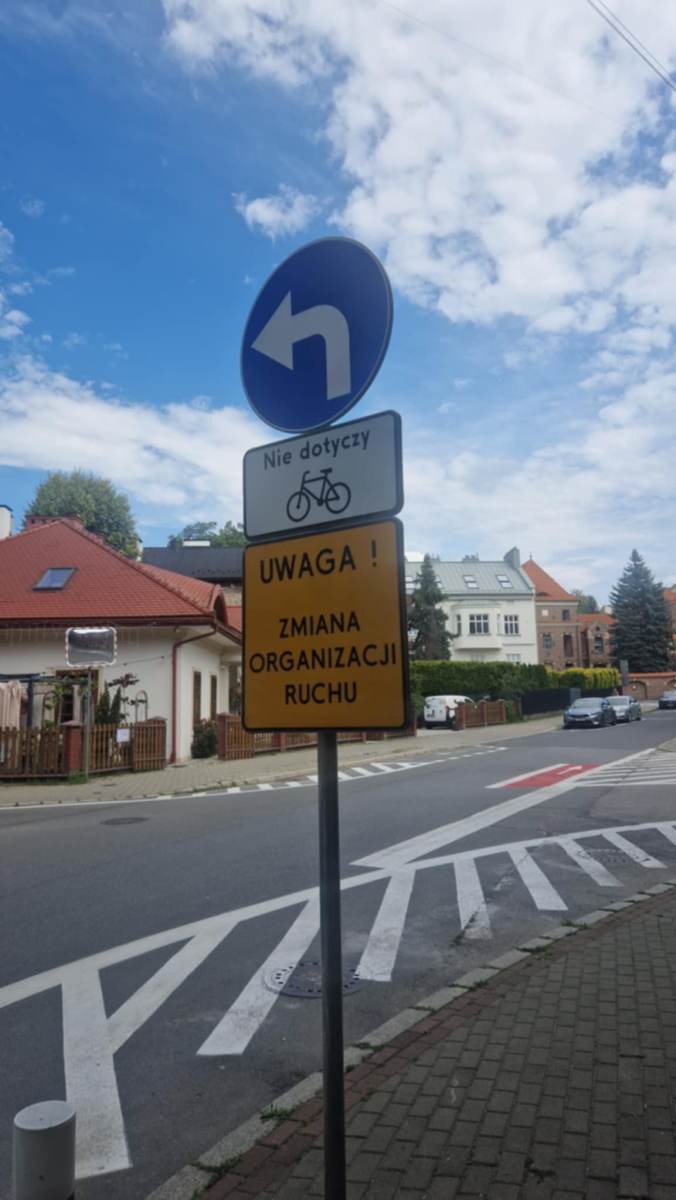 Nie dotyczy
UWAGA !
ZMIANA
ORGANIZACJI
RUCHU